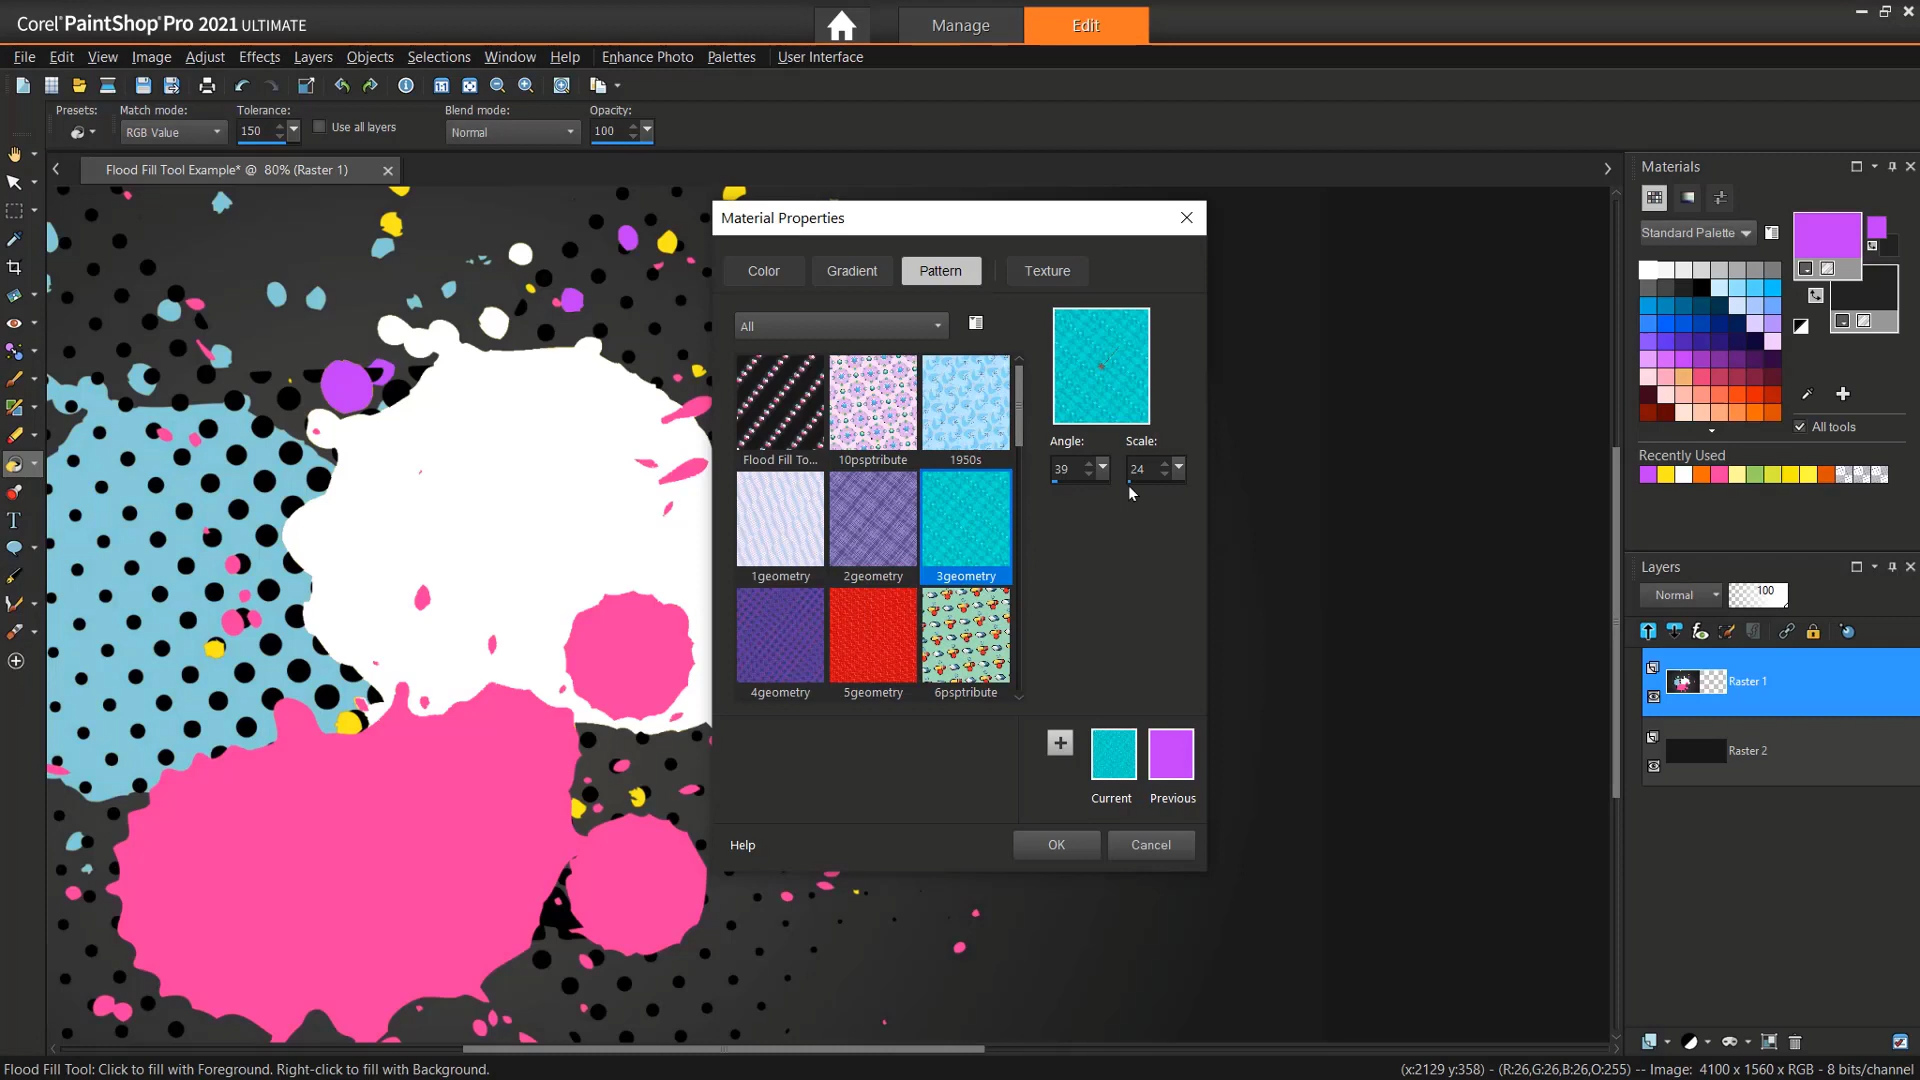 Corel® PaintShop® Pro 2021 ULTIMATE
Manage
Edit
File Edit View Image Adjust Effects Layers Objects Selections Window Help Enhance Photo Palettes User Interface
Presets: Match mode: Tolerance: Blend mode: Opacity:
RGB Value 150 Use all layers Normal 100
Flood Fill Tool Example* @ 80% (Raster 1)
Material Properties
Color Gradient Pattern Texture
All
Flood Fill To... 10psptribute 1950s
1geometry 2geometry 3geometry
4geometry 5geometry 6psptribute
Angle: Scale:
39 24
Current Previous
Help OK Cancel
Materials
Standard Palette
All tools
Recently Used
Layers
Normal 100
Raster 1
Raster 2
Flood Fill Tool: Click to fill with Foreground. Right-click to fill with Background.
(x:2129 y:358) - (R:26,G:26,B:26,O:255) -- Image: 4100 x 1560 x RGB - 8 bits/channel